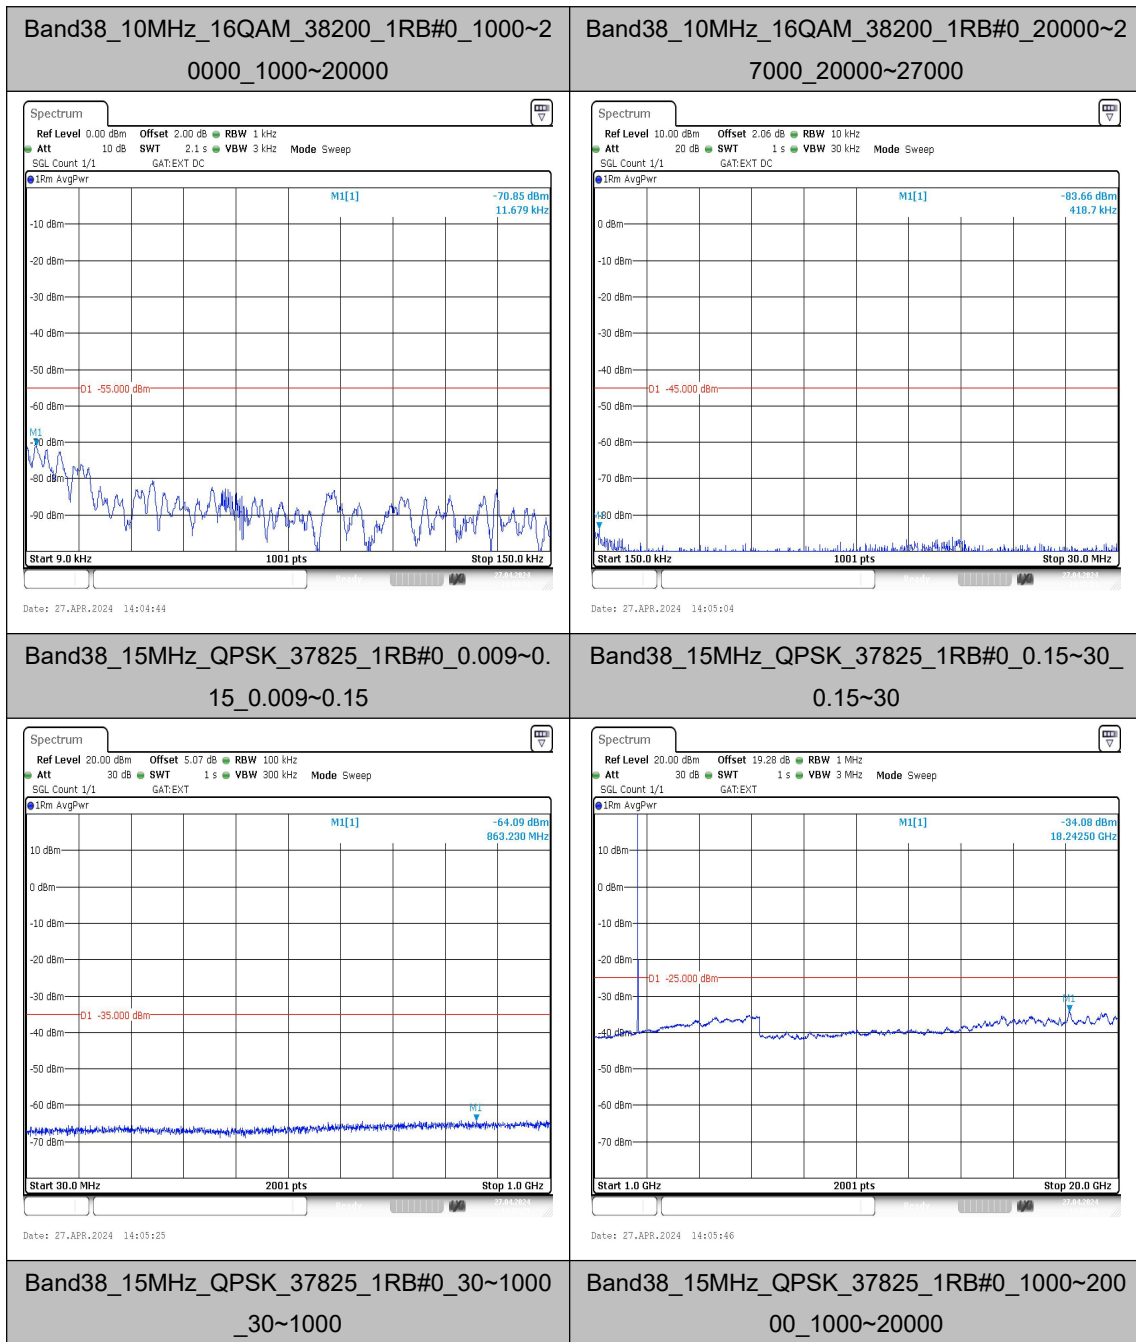 Band38_10MHz_16QAM_38200_1RB#0_1000~2
0000_1000~20000
Band38_10MHz_16QAM_38200_1RB#0_20000~2
7000_20000~27000
Spectrum
Ref Level 0.00 dBm Offset 2.00 dB RBW 1 kHz
Att 10 dB SWT 2.1 s VBW 3 kHz Mode Sweep
SGL Count 1/1 GAT:EXT DC
1Rm AvgPwr
M1[1] -70.85 dBm
11.679 kHz
-10 dBm
-20 dBm
-30 dBm
-40 dBm
-50 dBm
D1 -55.000 dBm
-60 dBm
M1
-70 dBm
-80 dBm
-90 dBm
Start 9.0 kHz 1001 pts Stop 150.0 kHz
Ready 27.04.2024
Date: 27.APR.2024 14:04:44
Spectrum
Ref Level 10.00 dBm Offset 2.06 dB RBW 10 kHz
Att 20 dB SWT 1 s VBW 30 kHz Mode Sweep
SGL Count 1/1 GAT:EXT DC
1Rm AvgPwr
M1[1] -83.66 dBm
418.7 kHz
0 dBm
-10 dBm
-20 dBm
-30 dBm
-40 dBm
D1 -45.000 dBm
-50 dBm
-60 dBm
-70 dBm
-80 dBm
Start 150.0 kHz 1001 pts Stop 30.0 MHz
Ready 27.04.2024
Date: 27.APR.2024 14:05:04
Band38_15MHz_QPSK_37825_1RB#0_0.009~0.
15_0.009~0.15
Band38_15MHz_QPSK_37825_1RB#0_0.15~30_
0.15~30
Spectrum
Ref Level 20.00 dBm Offset 5.07 dB RBW 100 kHz
Att 30 dB SWT 1 s VBW 300 kHz Mode Sweep
SGL Count 1/1 GAT:EXT
1Rm AvgPwr
M1[1] -64.09 dBm
863.230 MHz
10 dBm
0 dBm
-10 dBm
-20 dBm
-30 dBm
D1 -35.000 dBm
-40 dBm
-50 dBm
-60 dBm
M1
-70 dBm
Start 30.0 MHz 2001 pts Stop 1.0 GHz
Ready 27.04.2024
Date: 27.APR.2024 14:05:25
Spectrum
Ref Level 20.00 dBm Offset 19.28 dB RBW 1 MHz
Att 30 dB SWT 1 s VBW 3 MHz Mode Sweep
SGL Count 1/1 GAT:EXT
1Rm AvgPwr
M1[1] -34.08 dBm
18.24250 GHz
10 dBm
0 dBm
-10 dBm
-20 dBm
D1 -25.000 dBm
-30 dBm
M1
-40 dBm
-50 dBm
-60 dBm
-70 dBm
Start 1.0 GHz 2001 pts Stop 20.0 GHz
Ready 27.04.2024
Date: 27.APR.2024 14:05:46
Band38_15MHz_QPSK_37825_1RB#0_30~1000
_30~1000
Band38_15MHz_QPSK_37825_1RB#0_1000~200
00_1000~20000